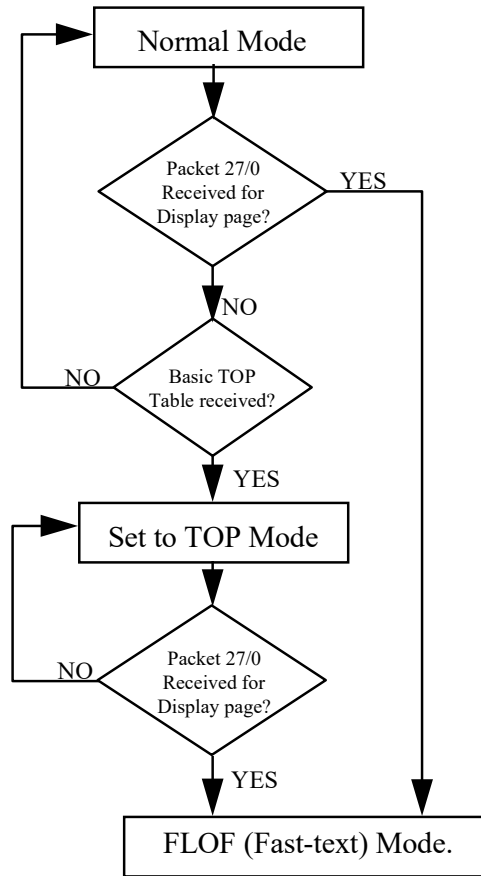 Normal Mode
Packet 27/0
Received for
Display page?
YES
NO
Basic TOP
Table received?
NO
YES
Set to TOP Mode
Packet 27/0
Received for
Display page?
NO
YES
FLOF (Fast-text) Mode.